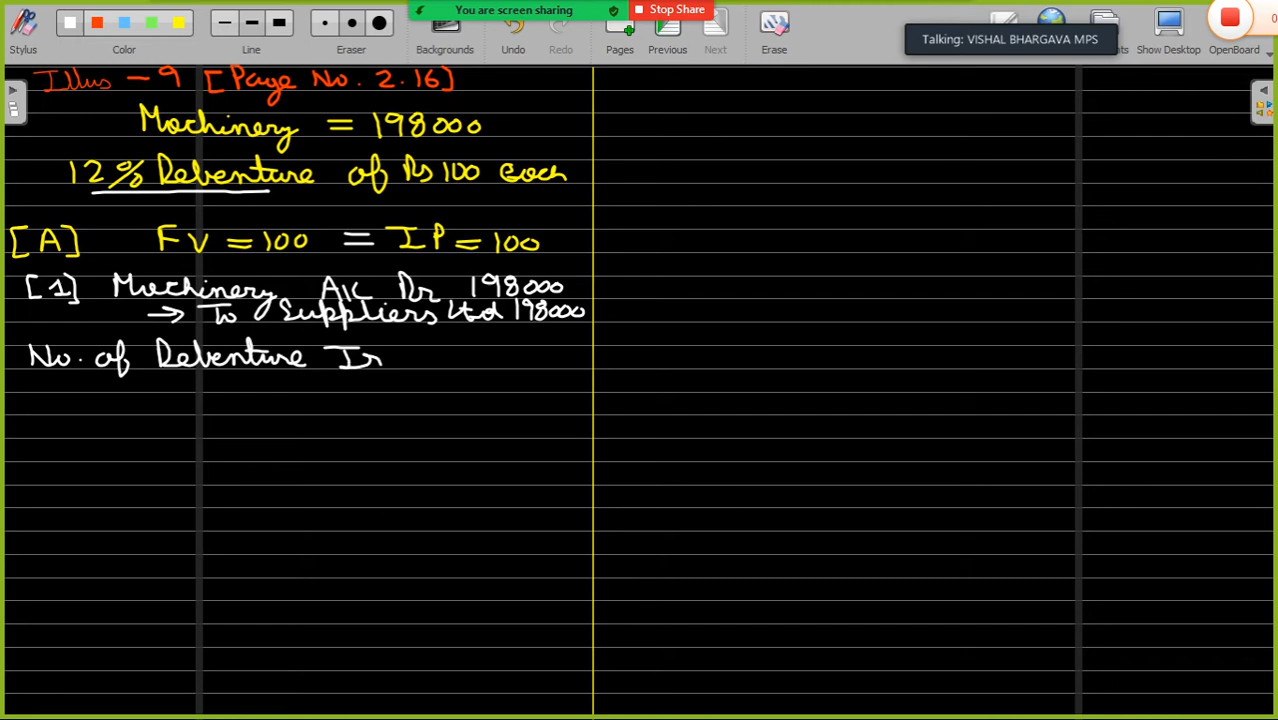 You are screen sharing Stop Share
Talking: VISHAL BHARGAVA MPS
Stylus Color Line Eraser Backgrounds Undo Redo Pages Previous Next Erase Show Desktop OpenBoard
Illus - 9 [Page No. 2.16]
Machinery = 198000
12% Debenture of Rs 100 Each
[A] FV = 100 = IP = 100
[1] Machinery A/c Dr 198000
→ To Suppliers Ltd 198000
No. of Debenture Is